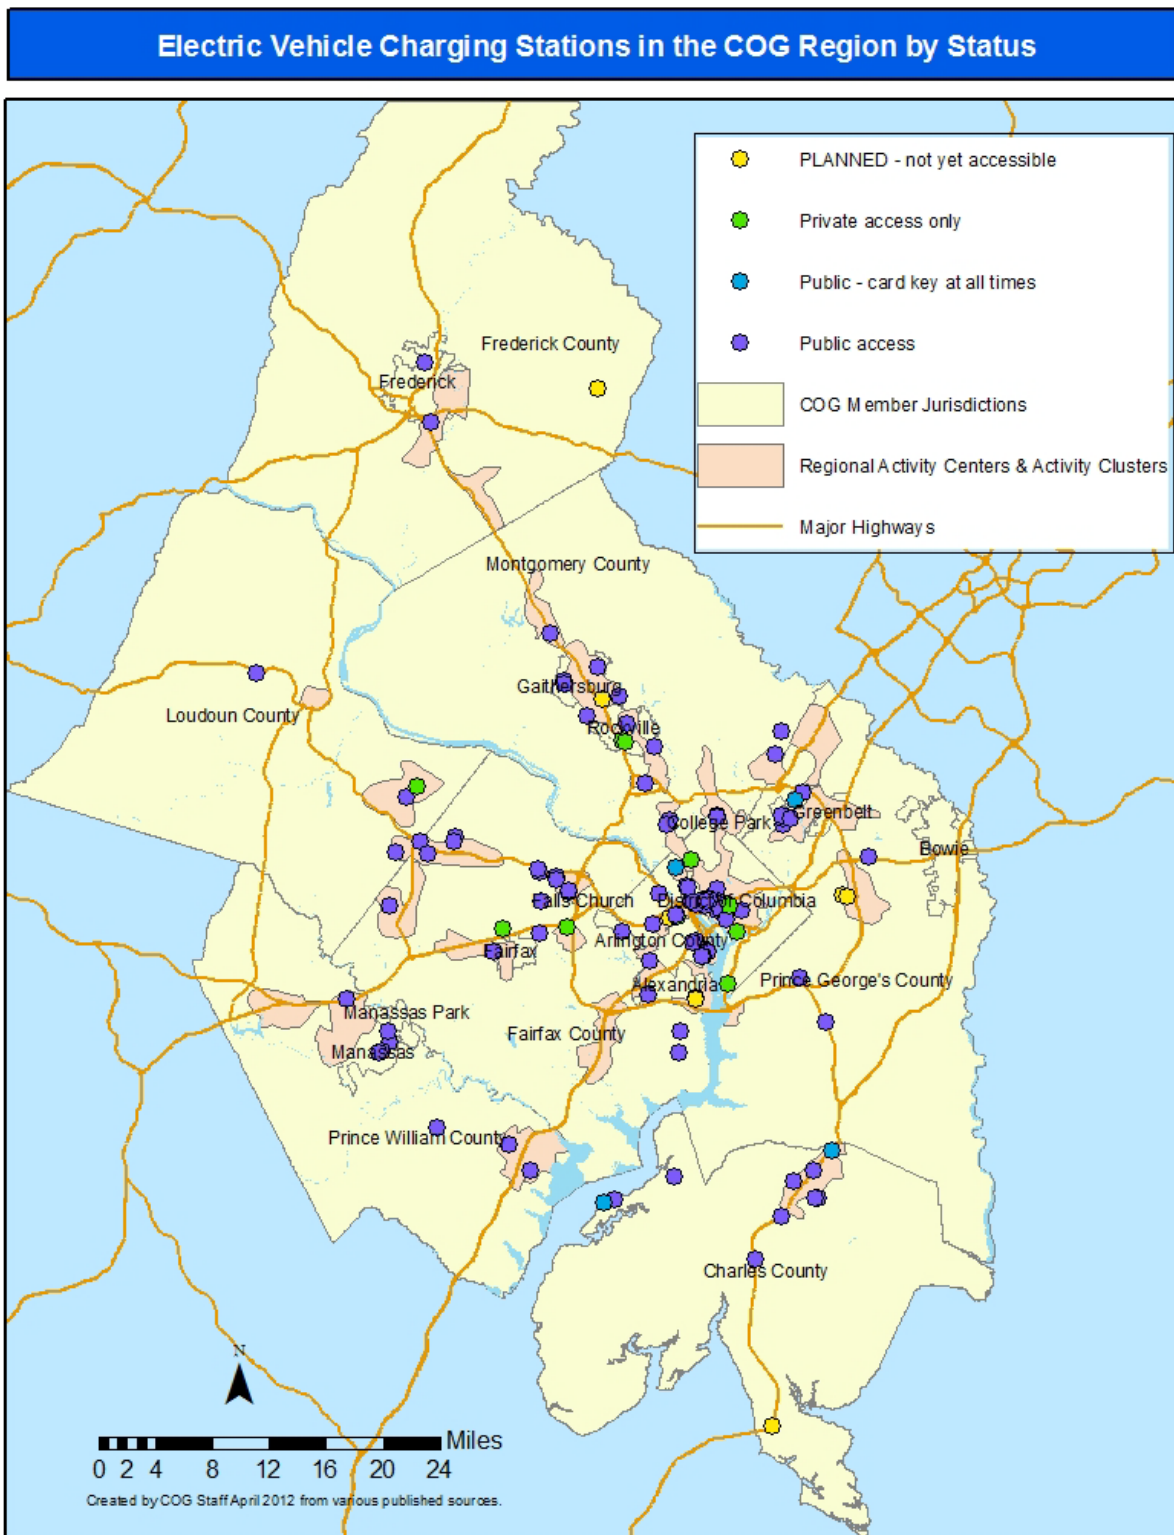 Electric Vehicle Charging Stations in the COG Region by Status
PLANNED - not yet accessible
Private access only
Public - card key at all times
Public access
COG Member Jurisdictions
Regional Activity Centers & Activity Clusters
Major Highways
Frederick County
Frederick
Montgomery County
Gaithersburg
Loudoun County
Rockville
College Park
Greenbelt
Bowie
Falls Church
District of Columbia
Arlington County
Fairfax
Alexandria
Prince George's County
Manassas Park
Fairfax County
Manassas
Prince William County
Charles County
N
Miles
0 2 4 8 12 16 20 24
Created by COG Staff April 2012 from various published sources.